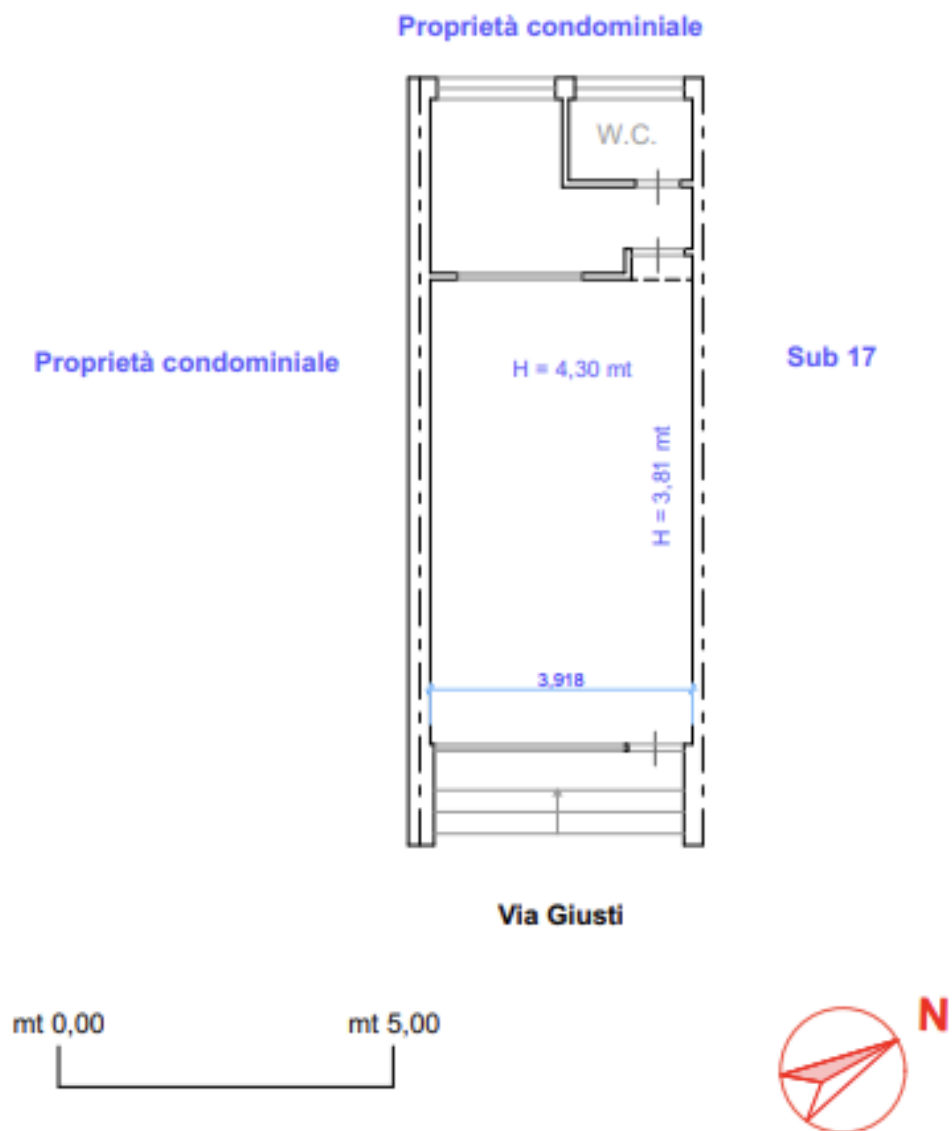 Proprietà condominiale
W.C.
Proprietà condominiale
H = 4,30 mt
Sub 17
H = 3,81 mt
3,918
Via Giusti
mt 0,00
mt 5,00
N